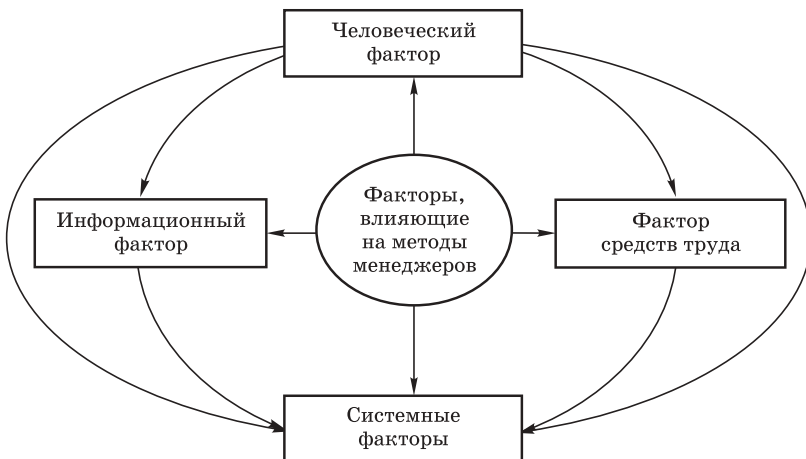 Человеческий
фактор
Информационный
фактор
Факторы,
влияющие
на методы
менеджеров
Фактор
средств труда
Системные
факторы